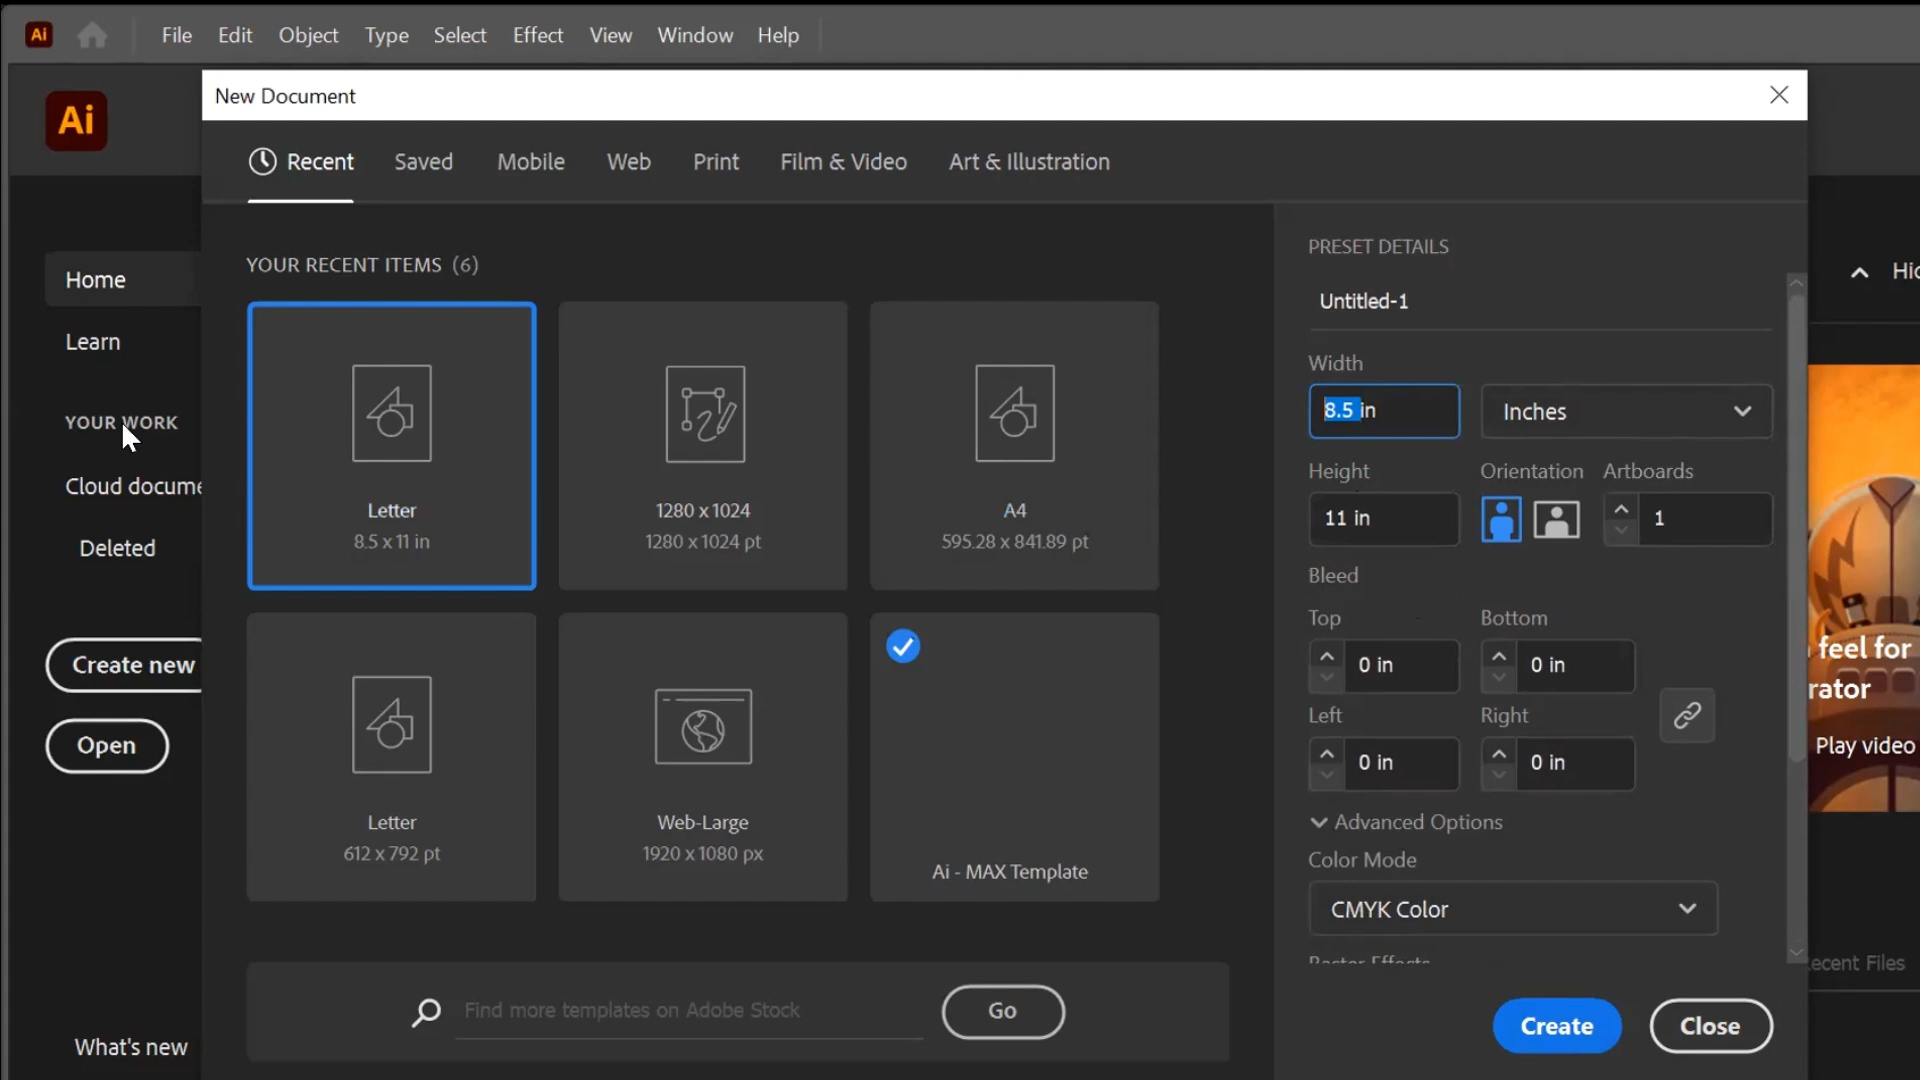 Ai
File Edit Object Type Select Effect View Window Help
Ai
New Document
Recent Saved Mobile Web Print Film & Video Art & Illustration
Home
Learn
YOUR WORK
Cloud docume
Deleted
Create new
Open
What's new
YOUR RECENT ITEMS (6)
Letter
8.5 x 11 in
1280 x 1024
1280 x 1024 pt
A4
595.28 x 841.89 pt
Letter
612 x 792 pt
Web-Large
1920 x 1080 px
Ai - MAX Template
Find more templates on Adobe Stock
Go
PRESET DETAILS
Untitled-1
Width
8.5 in Inches
Height Orientation Artboards
11 in 1
Bleed
Top Bottom
0 in 0 in
Left Right
0 in 0 in
Advanced Options
Color Mode
CMYK Color
Raster Effects
Create Close
Hi
feel for
rator
Play video
ecent Files